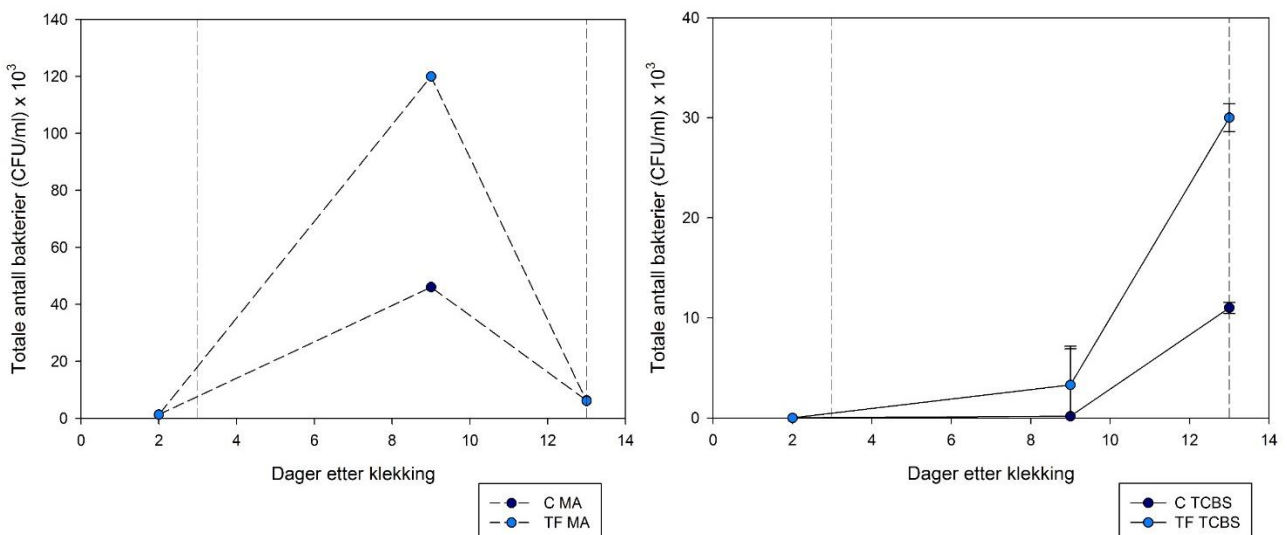 Totale antall bakterier (CFU/ml) x 10³
140
120
100
80
60
40
20
0
0 2 4 6 8 10 12 14
Dager etter klekking
C MA
TF MA
Totale antall bakterier (CFU/ml) x 10³
40
30
20
10
0
0 2 4 6 8 10 12 14
Dager etter klekking
C TCBS
TF TCBS